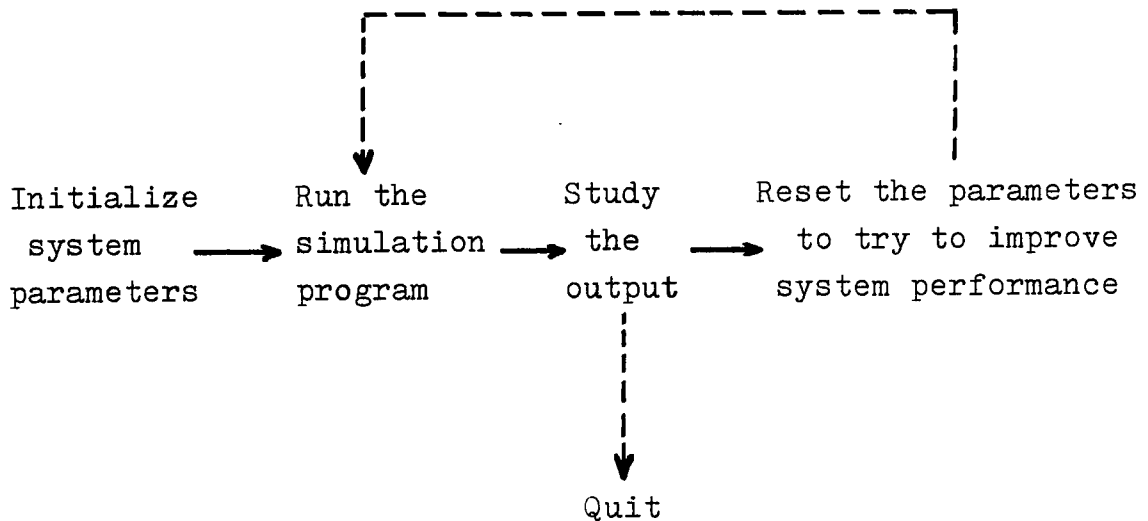 Initialize
system
parameters
Run the
simulation
program
Study
the
output
Reset the parameters
to try to improve
system performance
Quit